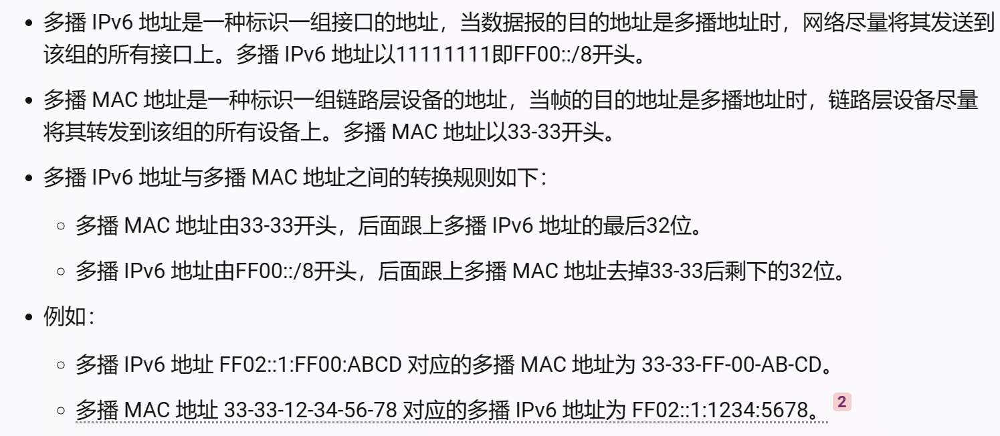 多播 IPv6 地址是一种标识一组接口的地址，当数据报的目的地址是多播地址时，网络尽量将其发送到
该组的所有接口上。多播 IPv6 地址以11111111即FF00::/8开头。
多播 MAC 地址是一种标识一组链路层设备的地址，当帧的目的地址是多播地址时，链路层设备尽量
将其转发到该组的所有设备上。多播 MAC 地址以33-33开头。
多播 IPv6 地址与多播 MAC 地址之间的转换规则如下：
多播 MAC 地址由33-33开头，后面跟上多播 IPv6 地址的最后32位。
多播 IPv6 地址由FF00::/8开头，后面跟上多播 MAC 地址去掉33-33后剩下的32位。
例如：
多播 IPv6 地址 FF02::1:FF00:ABCD 对应的多播 MAC 地址为 33-33-FF-00-AB-CD。
多播 MAC 地址 33-33-12-34-56-78 对应的多播 IPv6 地址为 FF02::1:1234:5678。 2